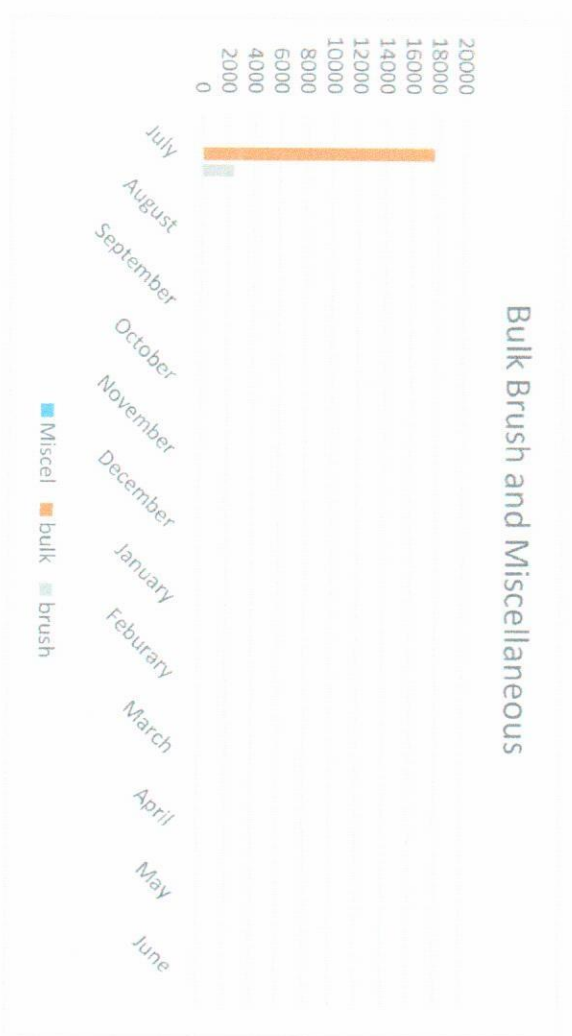 Bulk Brush and Miscellaneous
20000
18000
16000
14000
12000
10000
8000
6000
4000
2000
0
July
August
September
October
November
December
January
Feburary
March
April
May
June
Miscel bulk brush